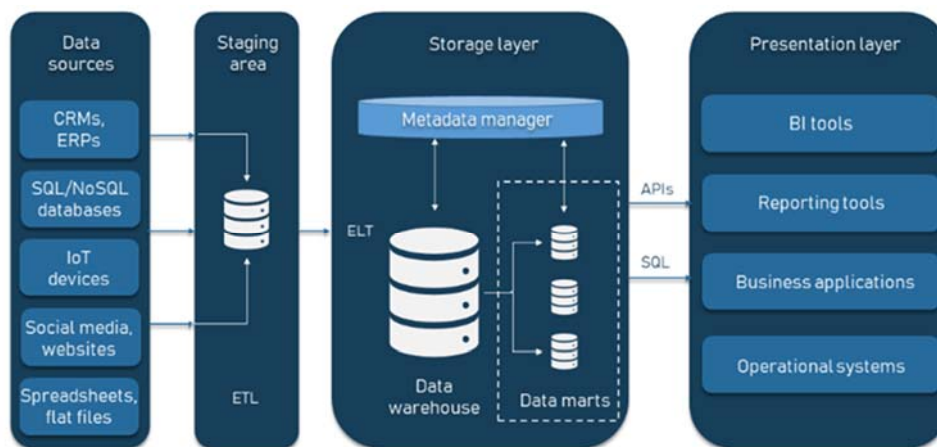 Data
sources
CRMs,
ERPs
SQL/NoSQL
databases
IoT
devices
Social media,
websites
Spreadsheets,
flat files
Staging
area
ETL
Storage layer
Metadata manager
ELT
Data
warehouse
Data marts
APIs
SQL
Presentation layer
BI tools
Reporting tools
Business applications
Operational systems